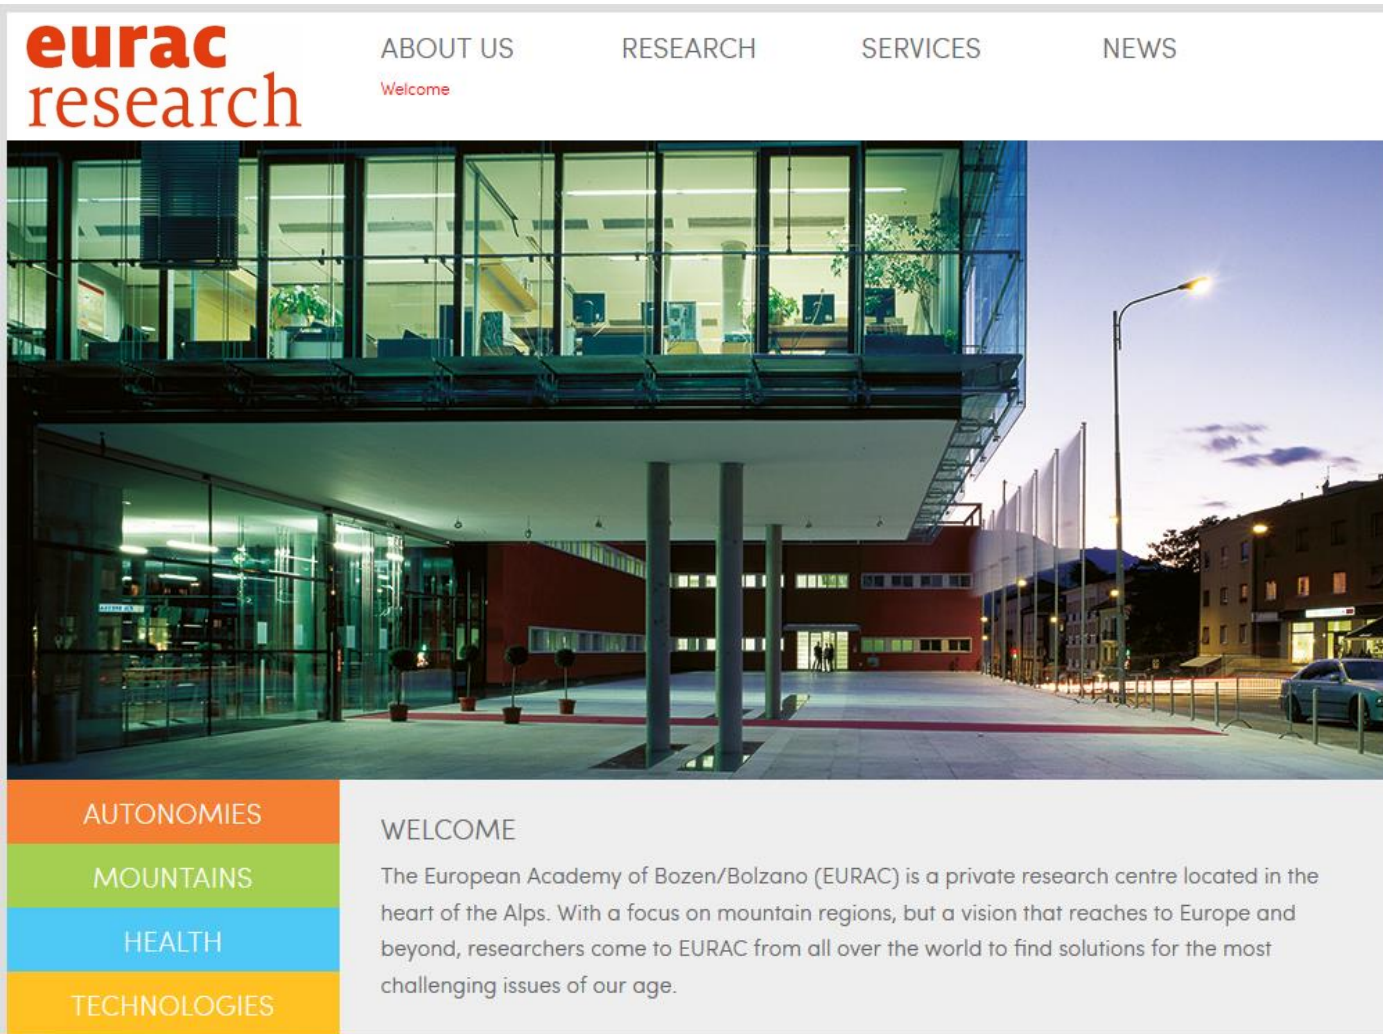 eurac
research
ABOUT US
RESEARCH
SERVICES
NEWS
Welcome
AUTONOMIES
MOUNTAINS
HEALTH
TECHNOLOGIES
WELCOME
The European Academy of Bozen/Bolzano (EURAC) is a private research centre located in the
heart of the Alps. With a focus on mountain regions, but a vision that reaches to Europe and
beyond, researchers come to EURAC from all over the world to find solutions for the most
challenging issues of our age.